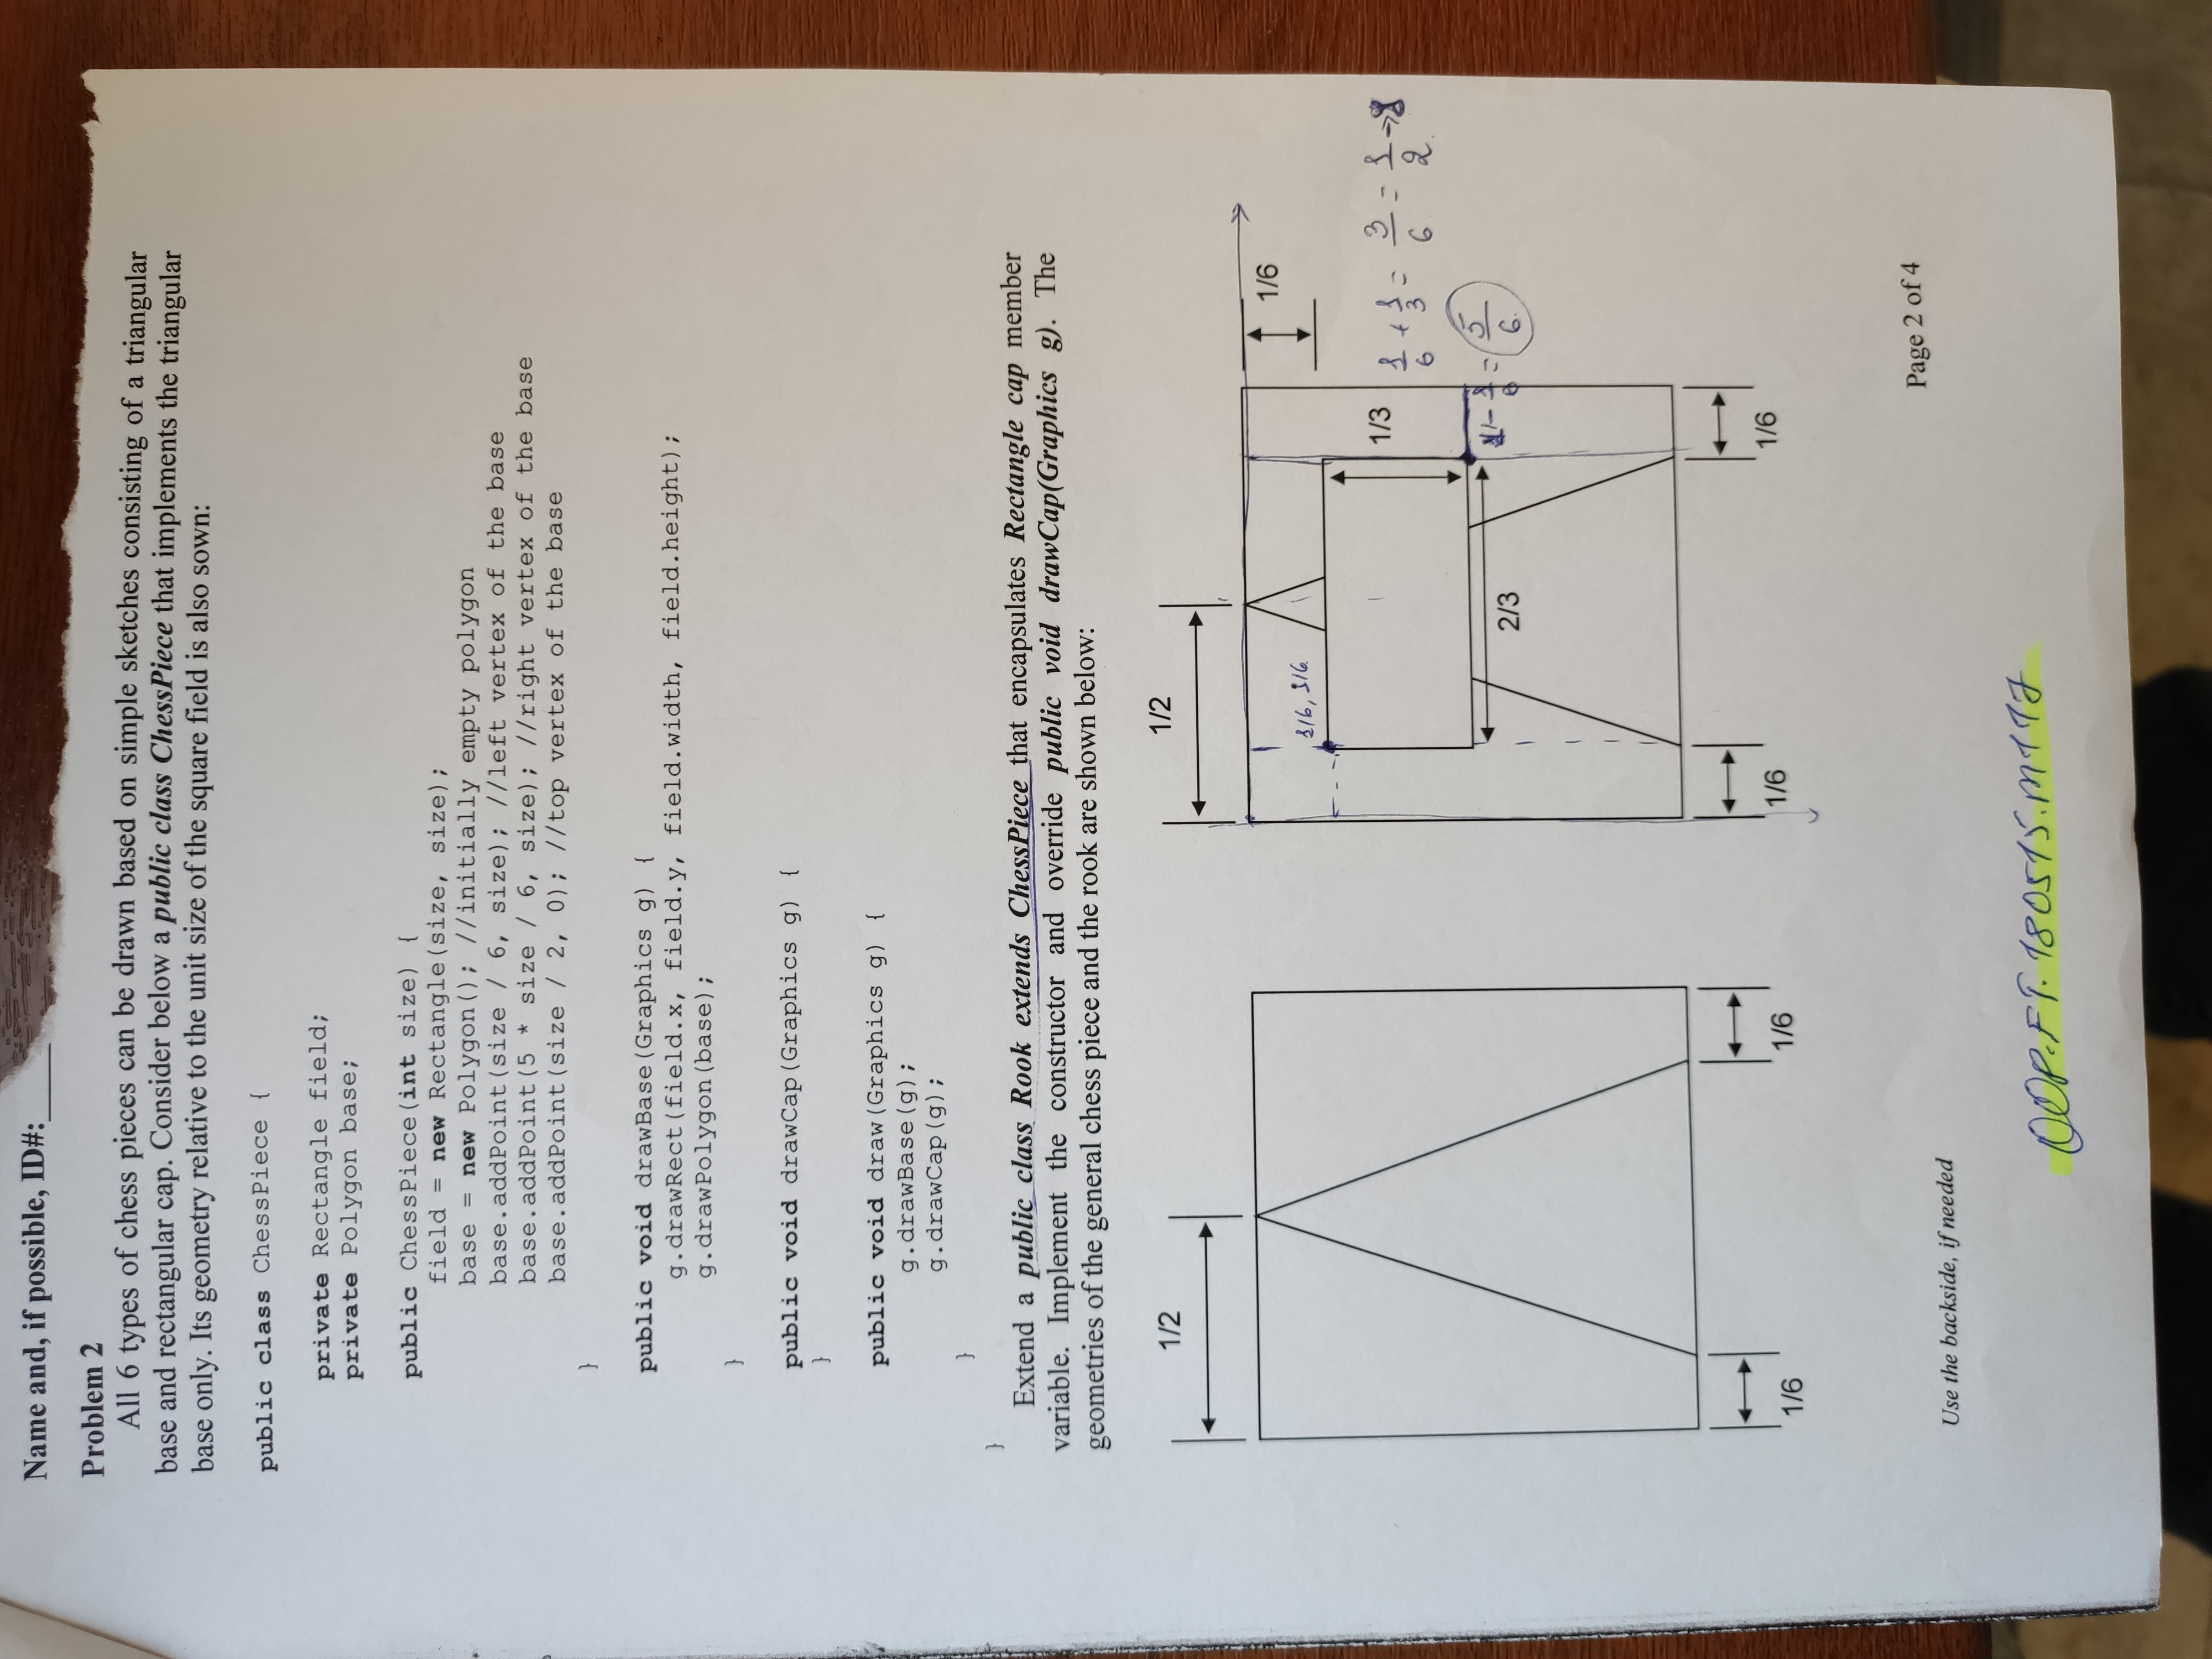 Name and, if possible, ID#:
Problem 2
All 6 types of chess pieces can be drawn based on simple sketches consisting of a triangular
base and rectangular cap. Consider below a public class ChessPiece that implements the triangular
base only. Its geometry relative to the unit size of the square field is also sown:
public class ChessPiece {
private Rectangle field;
private Polygon base;
public ChessPiece(int size) {
field = new Rectangle(size, size);
base = new Polygon(); //initially empty polygon
base.addPoint(size / 6, size); //left vertex of the base
base.addPoint(5 * size / 6, size); //right vertex of the base
base.addPoint(size / 2, 0); //top vertex of the base
}
public void drawBase(Graphics g) {
g.drawRect(field.x, field.y, field.width, field.height);
g.drawPolygon(base);
}
public void drawCap(Graphics g) {
}
public void draw(Graphics g) {
g.drawBase(g);
g.drawCap(g);
}
}
Extend a public class Rook extends ChessPiece that encapsulates Rectangle cap member
variable. Implement the constructor and override public void drawCap(Graphics g). The
geometries of the general chess piece and the rook are shown below:
1/2
1/6
1/6
1/2
1/6
1/6, 1/6
1/3
1/6 + 1/3 = 3/6 = 1/2 →
2/3
= 5/6
1/6
1/6
Page 2 of 4
Use the backside, if needed
OOP.FT.180515.M117